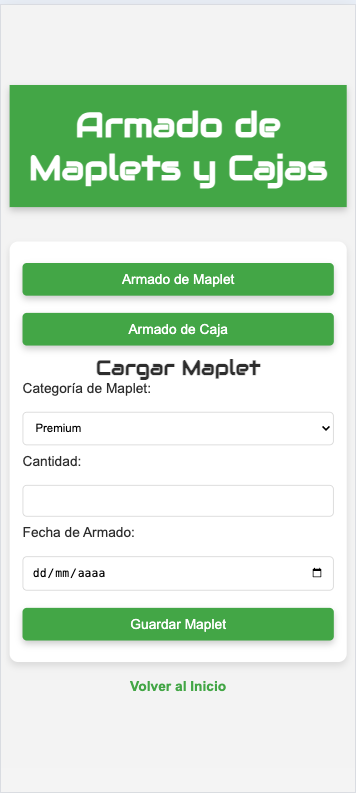 Armado de
Maplets y Cajas
Armado de Maplet
Armado de Caja
Cargar Maplet
Categoría de Maplet:
Premium
Cantidad:
Fecha de Armado:
dd/mm/aaaa
Guardar Maplet
Volver al Inicio